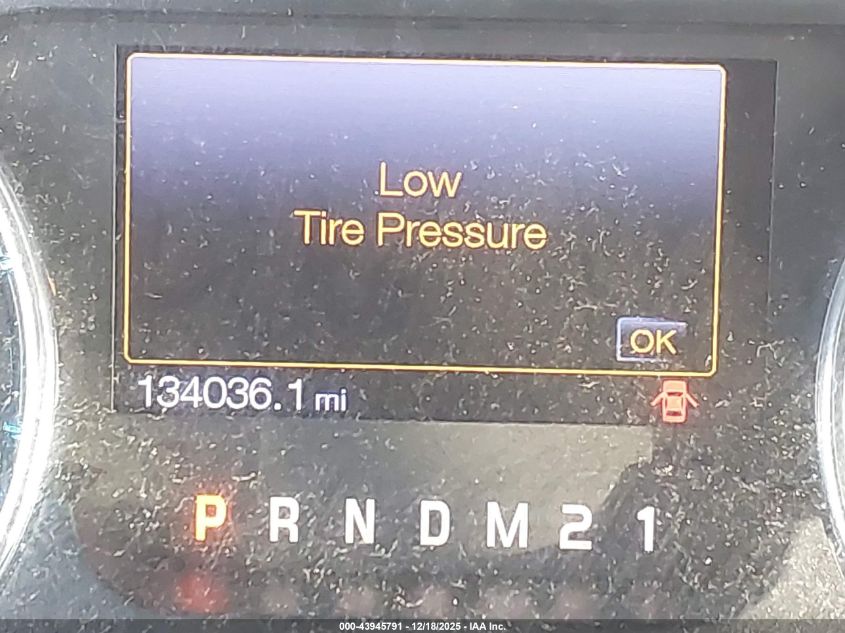 Low
Tire Pressure
OK
134036.1 mi
P R N D M 2 1
000-43945791 - 12/18/2025 - IAA Inc.